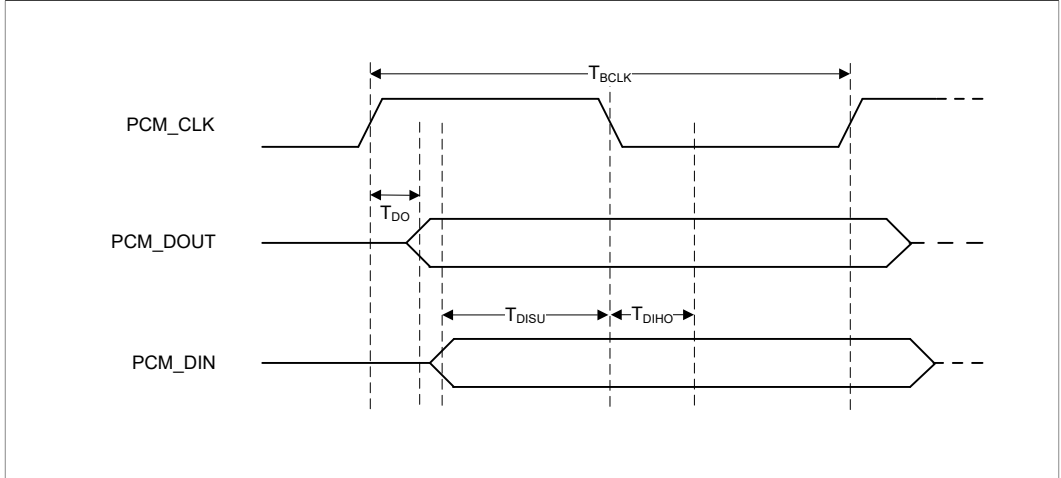 T_BCLK
PCM_CLK
T_DO
PCM_DOUT
T_DISU
T_DIHO
PCM_DIN